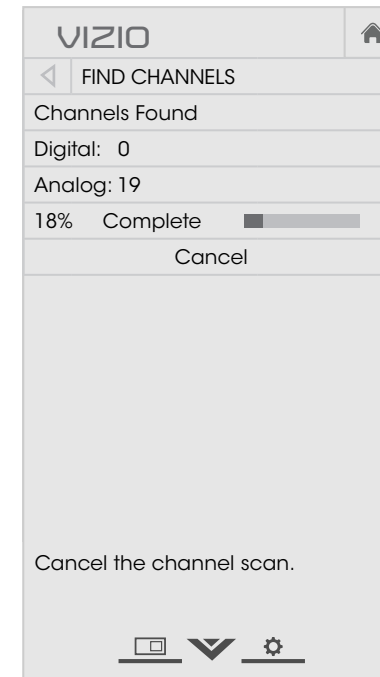 VIZIO
FIND CHANNELS
Channels Found
Digital: 0
Analog: 19
18% Complete
Cancel
Cancel the channel scan.